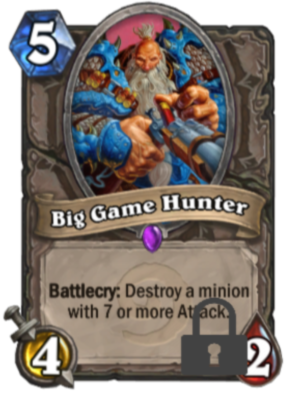 5
Big Game Hunter
Battlecry: Destroy a minion
with 7 or more Attack.
4
2